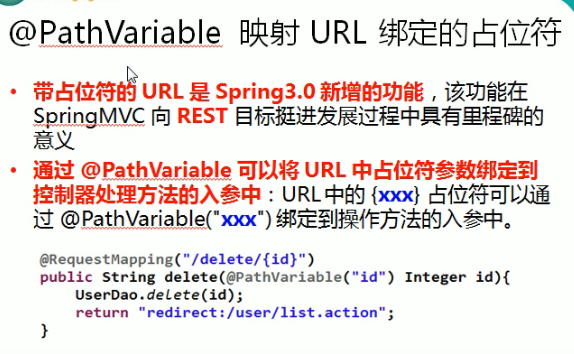 @PathVariable 映射 URL 绑定的占位符
• 带占位符的 URL 是 Spring3.0 新增的功能，该功能在
SpringMVC 向 REST 目标挺进发展过程中具有里程碑的
意义
• 通过 @PathVariable 可以将 URL 中占位符参数绑定到
控制器处理方法的入参中：URL 中的 {xxx} 占位符可以通
过 @PathVariable("xxx") 绑定到操作方法的入参中。
@RequestMapping("/delete/{id}")
public String delete(@PathVariable("id") Integer id){
    UserDao.delete(id);
    return "redirect:/user/list.action";
}